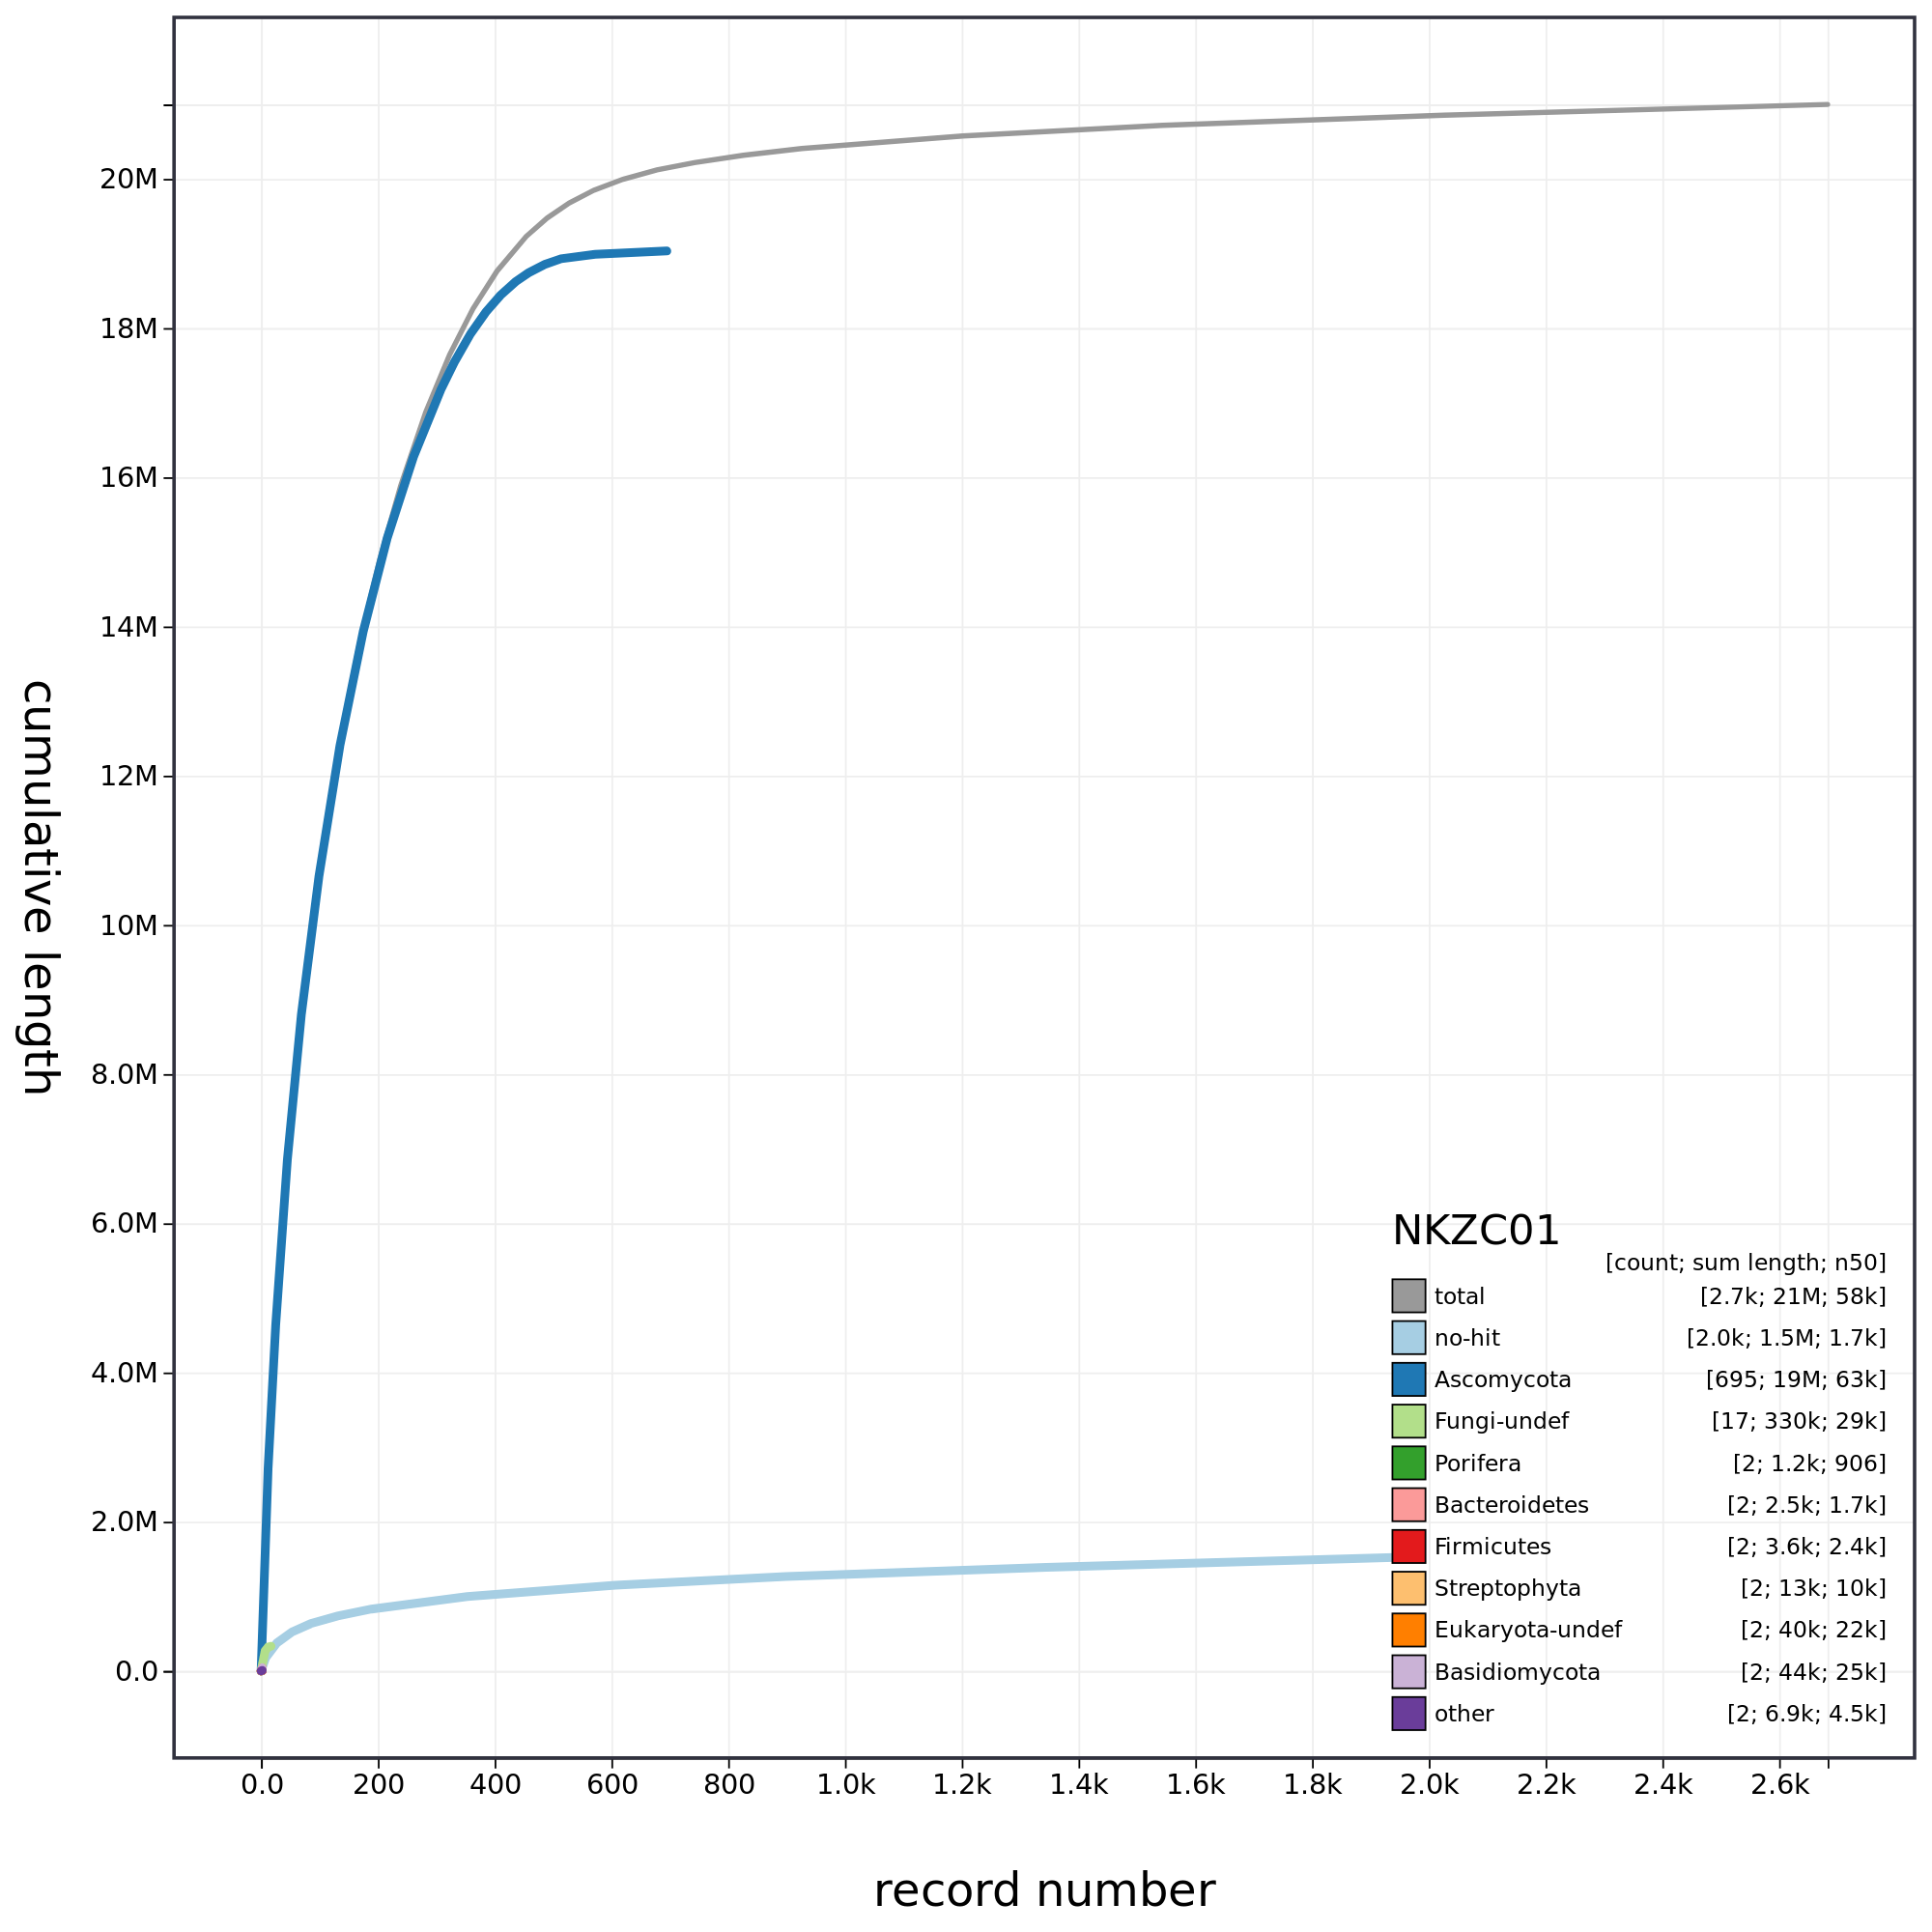 20M
18M
16M
14M
12M
10M
8.0M
6.0M
4.0M
2.0M
0.0
cumulative length
NKZC01
[count; sum length; n50]
total [2.7k; 21M; 58k]
no-hit [2.0k; 1.5M; 1.7k]
Ascomycota [695; 19M; 63k]
Fungi-undef [17; 330k; 29k]
Porifera [2; 1.2k; 906]
Bacteroidetes [2; 2.5k; 1.7k]
Firmicutes [2; 3.6k; 2.4k]
Streptophyta [2; 13k; 10k]
Eukaryota-undef [2; 40k; 22k]
Basidiomycota [2; 44k; 25k]
other [2; 6.9k; 4.5k]
0.0 200 400 600 800 1.0k 1.2k 1.4k 1.6k 1.8k 2.0k 2.2k 2.4k 2.6k
record number